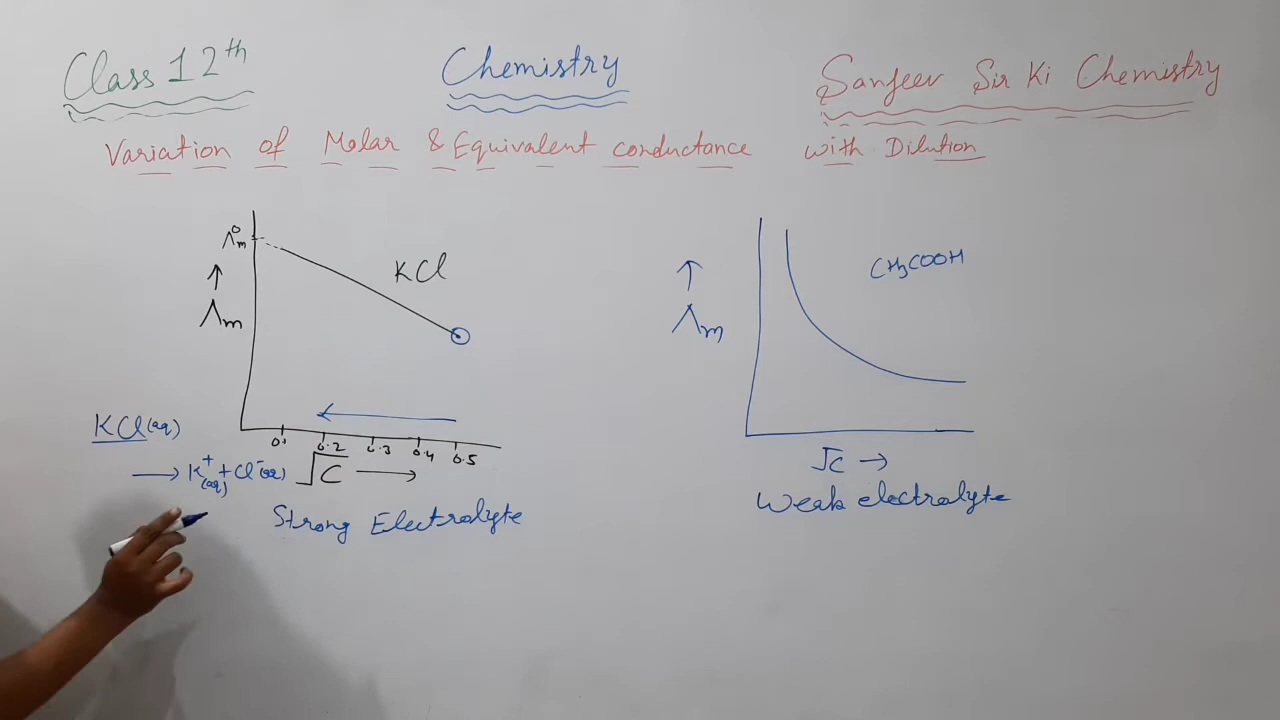 Class 12th
Chemistry
Sanjeev Sir Ki Chemistry
Variation of Molar & Equivalent conductance with Dilution
Λ°m
KCl
↑
Λm
0.1 0.2 0.3 0.4 0.5
√C →
KCl(aq)
→ K+(aq) + Cl-(aq)
Strong Electrolyte
CH3COOH
↑
Λm
√C →
Weak electrolyte